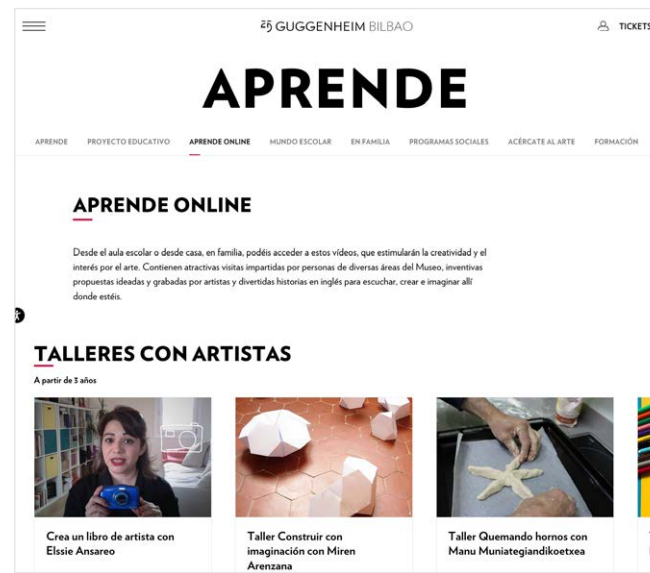 25 GUGGENHEIM BILBAO
TICKETS
APRENDE
APRENDE PROYECTO EDUCATIVO APRENDE ONLINE MUNDO ESCOLAR EN FAMILIA PROGRAMAS SOCIALES ACÉRCATE AL ARTE FORMACIÓN
APRENDE ONLINE
Desde el aula escolar o desde casa, en familia, podéis acceder a estos vídeos, que estimularán la creatividad y el
interés por el arte. Contienen atractivas visitas impartidas por personas de diversas áreas del Museo, inventivas
propuestas ideadas y grabadas por artistas y divertidas historias en inglés para escuchar, crear e imaginar allí
donde estéis.
TALLERES CON ARTISTAS
A partir de 3 años
Crea un libro de artista con
Elssie Ansareo
Taller Construir con
imaginación con Miren
Arenzana
Taller Quemando hornos con
Manu Muniategiandikoetxea